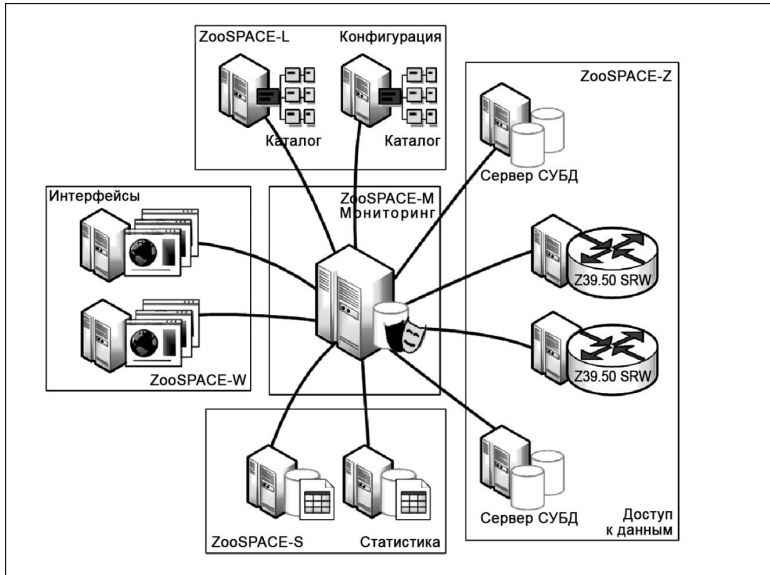 ZooSPACE-L
Конфигурация
Каталог
Каталог
ZooSPACE-Z
Сервер СУБД
Z39.50 SRW
Z39.50 SRW
Сервер СУБД
Доступ
к данным
Интерфейсы
ZooSPACE-W
ZooSPACE-M
Мониторинг
ZooSPACE-S
Статистика